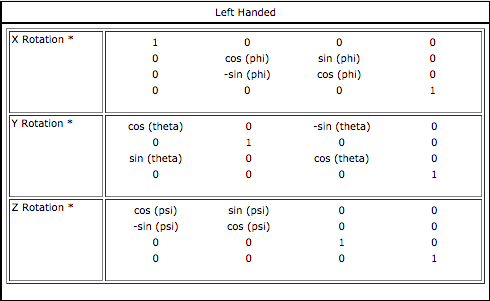 Left Handed
X Rotation * 1 0 0 0
0 cos (phi) sin (phi) 0
0 -sin (phi) cos (phi) 0
0 0 0 1
Y Rotation * cos (theta) 0 -sin (theta) 0
0 1 0 0
sin (theta) 0 cos (theta) 0
0 0 0 1
Z Rotation * cos (psi) sin (psi) 0 0
-sin (psi) cos (psi) 0 0
0 0 1 0
0 0 0 1